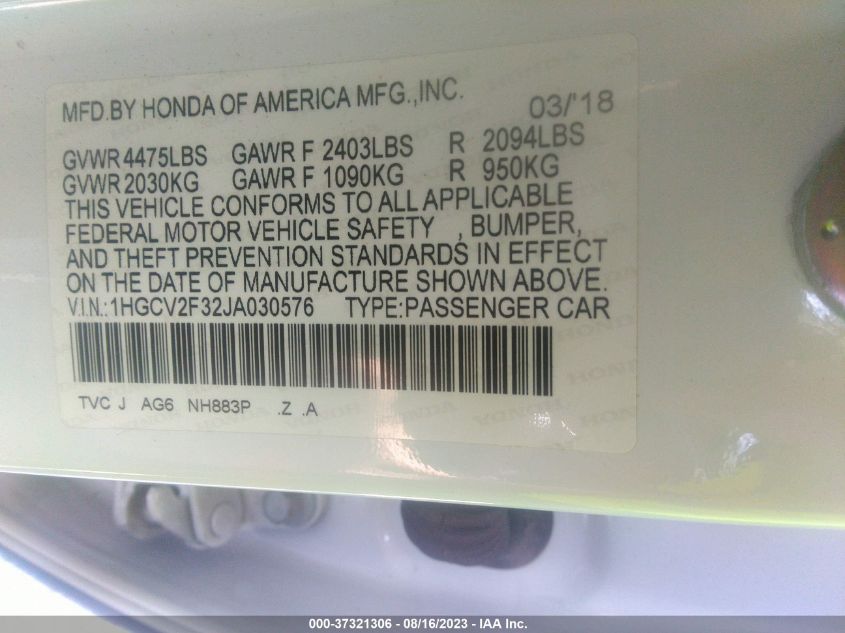 MFD.BY HONDA OF AMERICA MFG.,INC. 03/'18
GVWR 4475LBS GAWR F 2403LBS R 2094LBS
GVWR 2030KG GAWR F 1090KG R 950KG
THIS VEHICLE CONFORMS TO ALL APPLICABLE
FEDERAL MOTOR VEHICLE SAFETY , BUMPER,
AND THEFT PREVENTION STANDARDS IN EFFECT
ON THE DATE OF MANUFACTURE SHOWN ABOVE.
V.I.N.:1HGCV2F32JA030576 TYPE:PASSENGER CAR
TVC J AG6 NH883P .Z .A
000-37321306 - 08/16/2023 - IAA Inc.